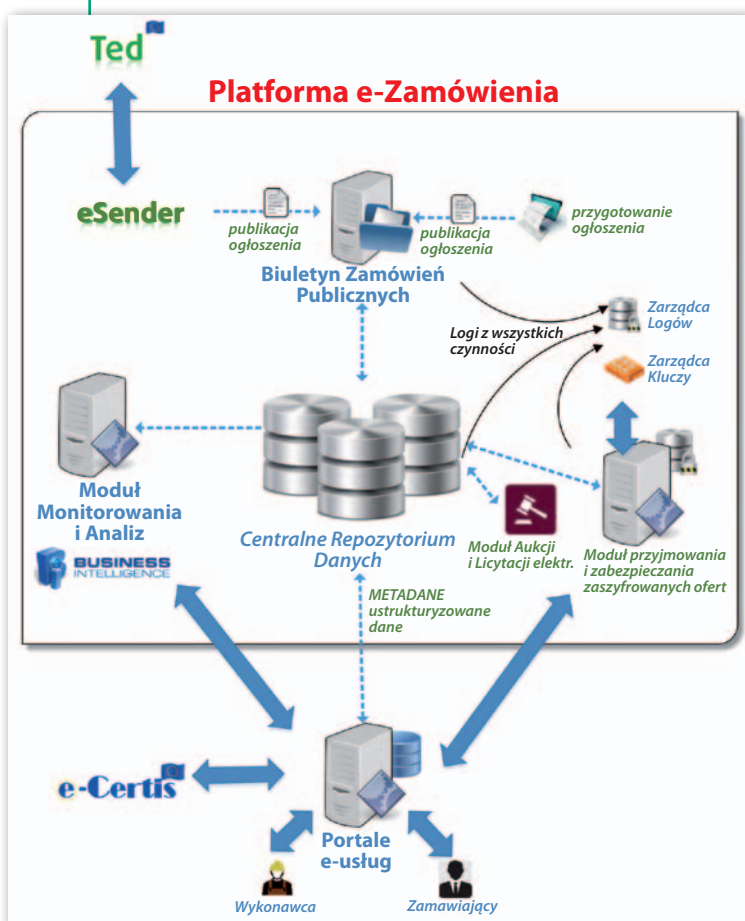 Ted
Platforma e-Zamówienia
eSender
publikacja
ogłoszenia
publikacja
ogłoszenia
przygotowanie
ogłoszenia
Biuletyn Zamówień
Publicznych
Logi z wszystkich
czynności
Zarządca
Logów
Zarządca
Kluczy
Moduł
Monitorowania
i Analiz
BUSINESS
INTELLIGENCE
Centralne Repozytorium
Danych
Moduł Aukcji
i Licytacji elektr.
Moduł przyjmowania
i zabezpieczania
zaszyfrowanych ofert
METADANE
ustrukturyzowane
dane
e-Certis
Portale
e-usług
Wykonawca
Zamawiający